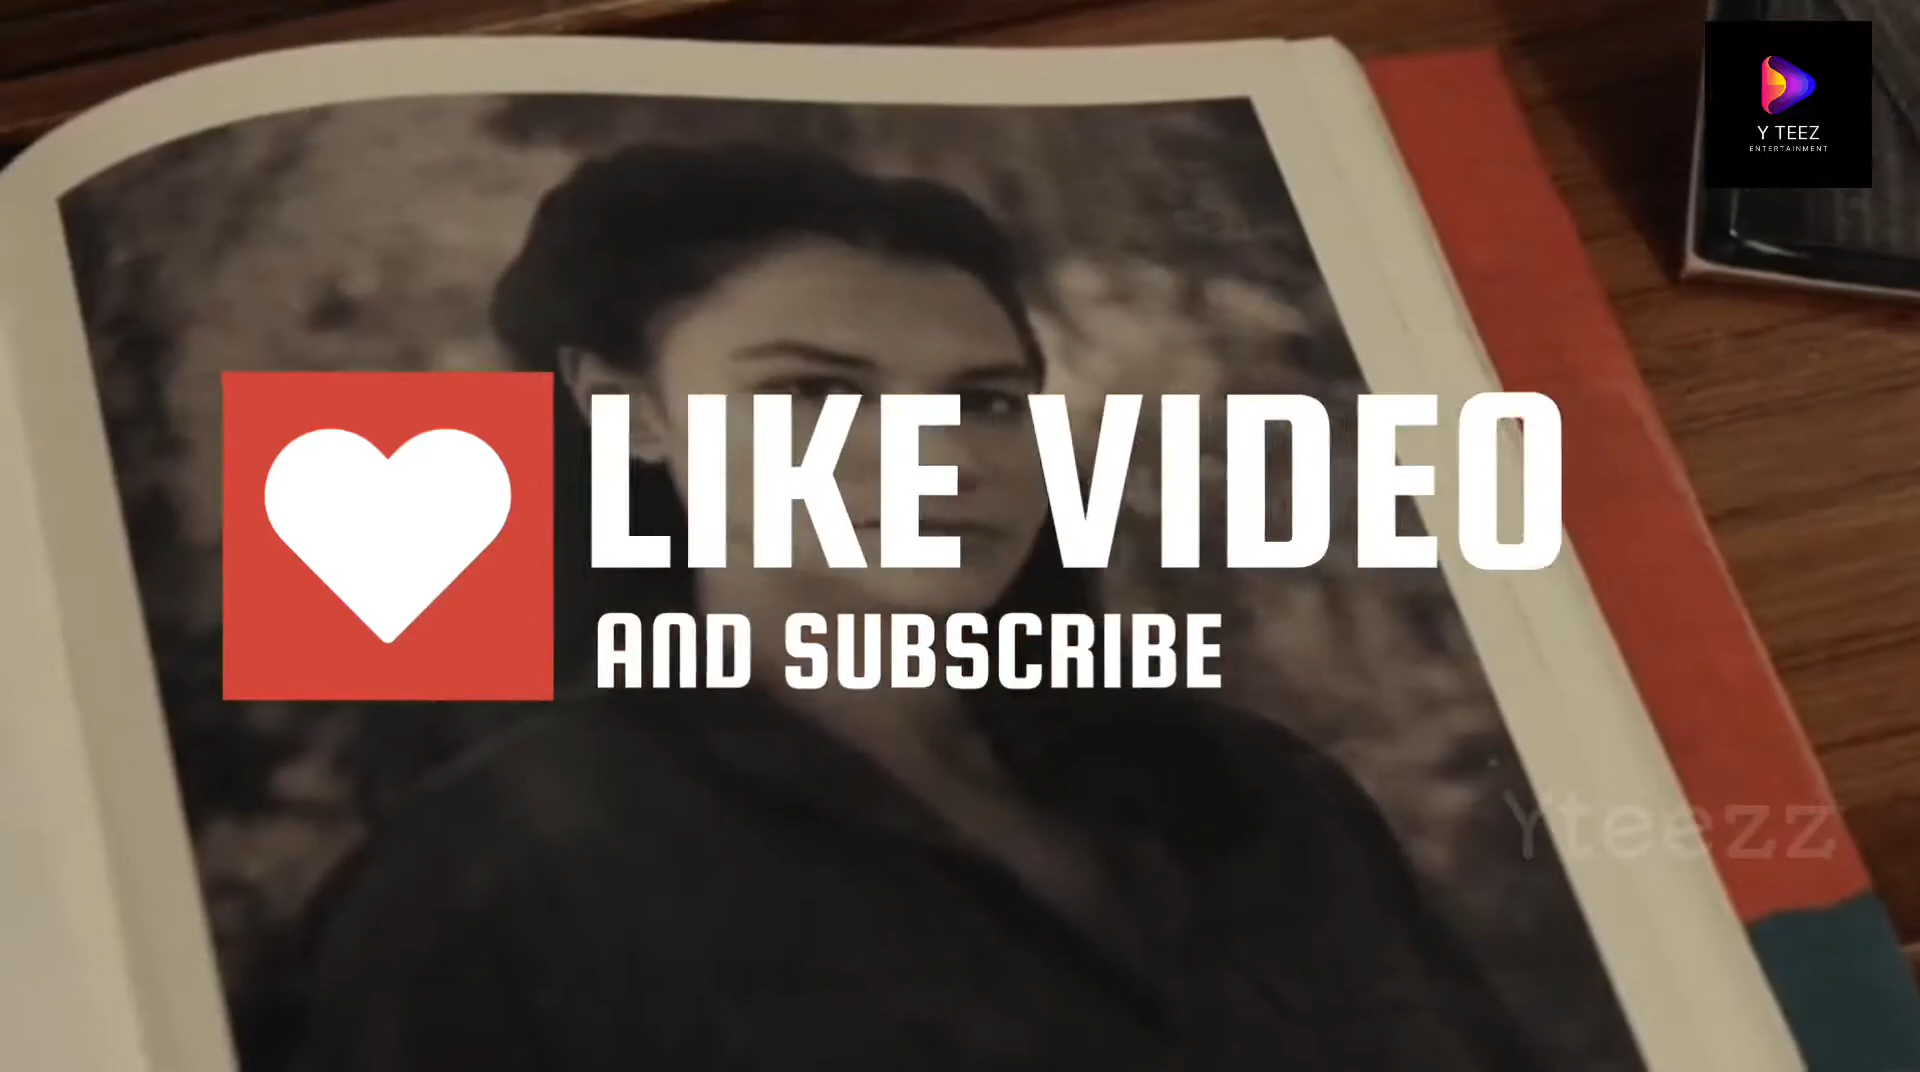 Y TEEZ
ENTERTAINMENT
LIKE VIDEO
AND SUBSCRIBE
Yteezz